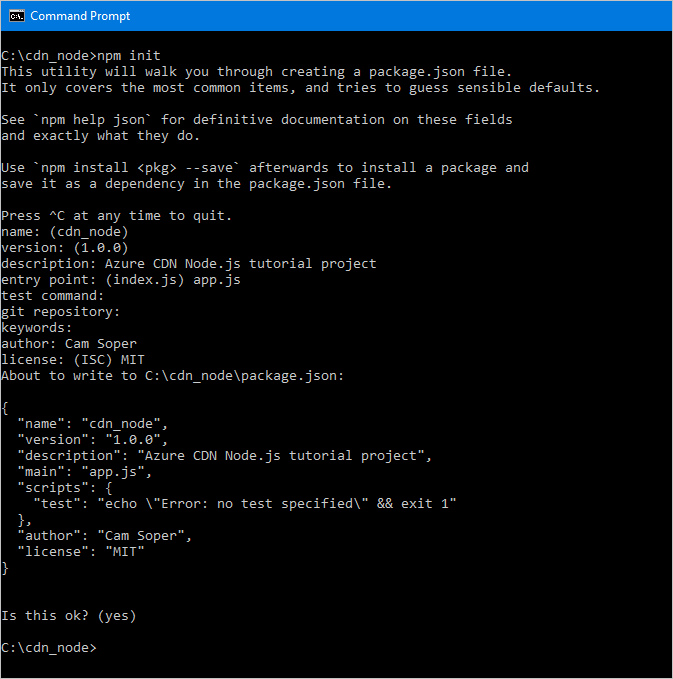 Command Prompt
C:\cdn_node>npm init
This utility will walk you through creating a package.json file.
It only covers the most common items, and tries to guess sensible defaults.
See `npm help json` for definitive documentation on these fields
and exactly what they do.
Use `npm install <pkg> --save` afterwards to install a package and
save it as a dependency in the package.json file.
Press ^C at any time to quit.
name: (cdn_node)
version: (1.0.0)
description: Azure CDN Node.js tutorial project
entry point: (index.js) app.js
test command:
git repository:
keywords:
author: Cam Soper
license: (ISC) MIT
About to write to C:\cdn_node\package.json:
{
  "name": "cdn_node",
  "version": "1.0.0",
  "description": "Azure CDN Node.js tutorial project",
  "main": "app.js",
  "scripts": {
    "test": "echo \"Error: no test specified\" && exit 1"
  },
  "author": "Cam Soper",
  "license": "MIT"
}
Is this ok? (yes)
C:\cdn_node>